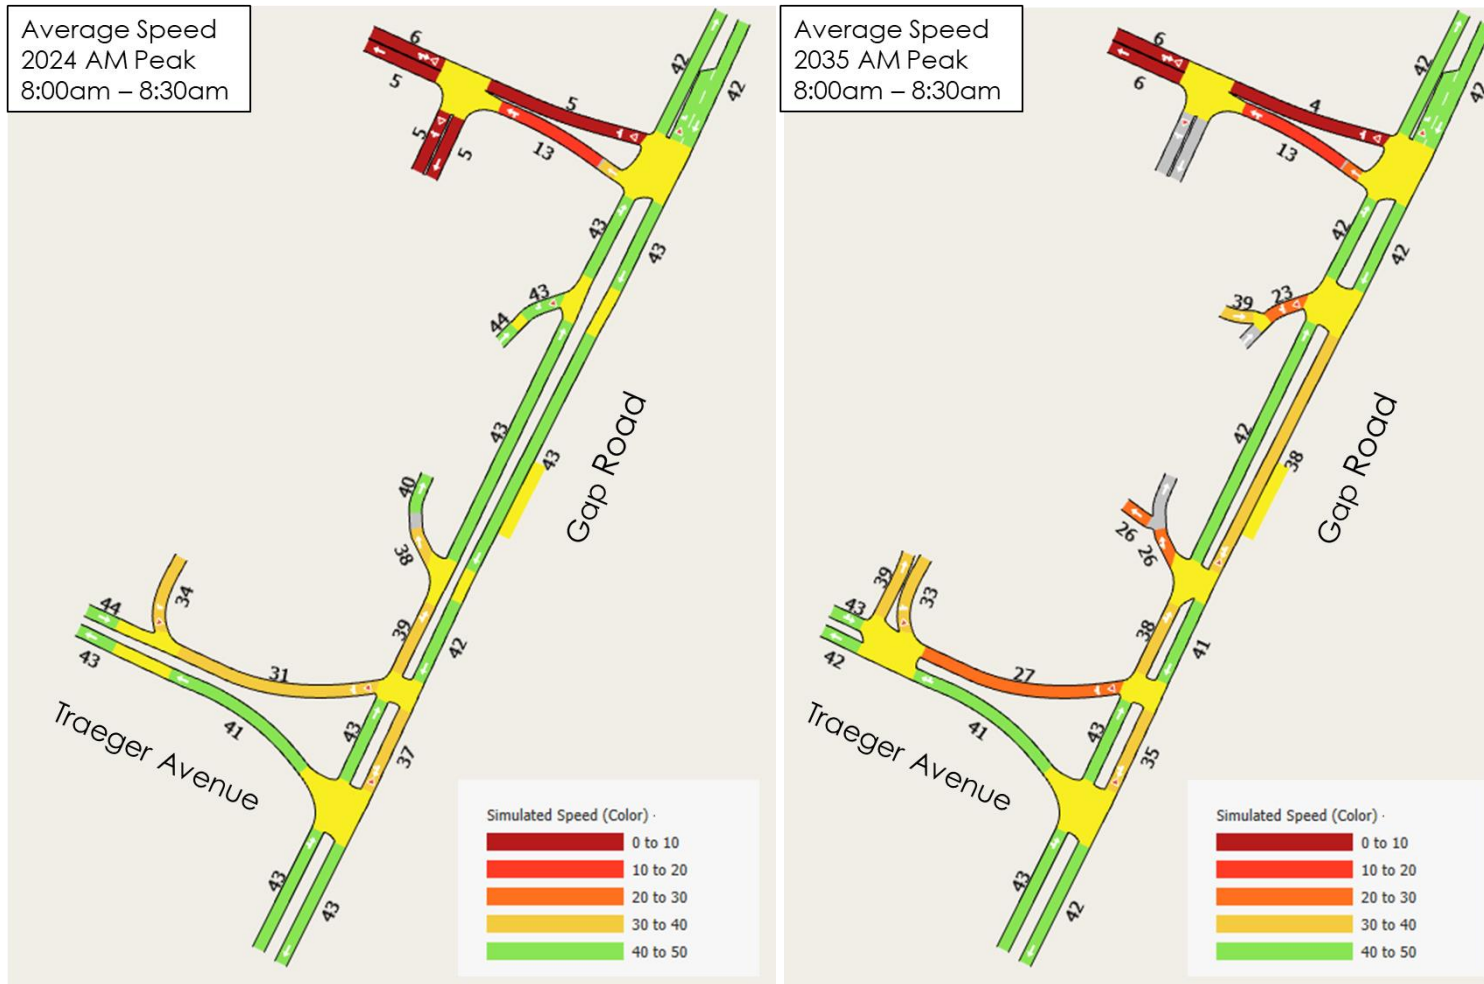 Average Speed
2024 AM Peak
8:00am – 8:30am
6
5
5
5
5
13
42
42
43
43
43
44
43
43
40
38
34
44
43
31
39
42
41
43
37
43
43
Gap Road
Traeger Avenue
Simulated Speed (Color) ·
0 to 10
10 to 20
20 to 30
30 to 40
40 to 50
Average Speed
2035 AM Peak
8:00am – 8:30am
6
6
4
13
42
42
42
42
23
39
42
38
26
26
39
33
43
42
27
38
41
41
43
35
43
42
Gap Road
Traeger Avenue
Simulated Speed (Color) ·
0 to 10
10 to 20
20 to 30
30 to 40
40 to 50